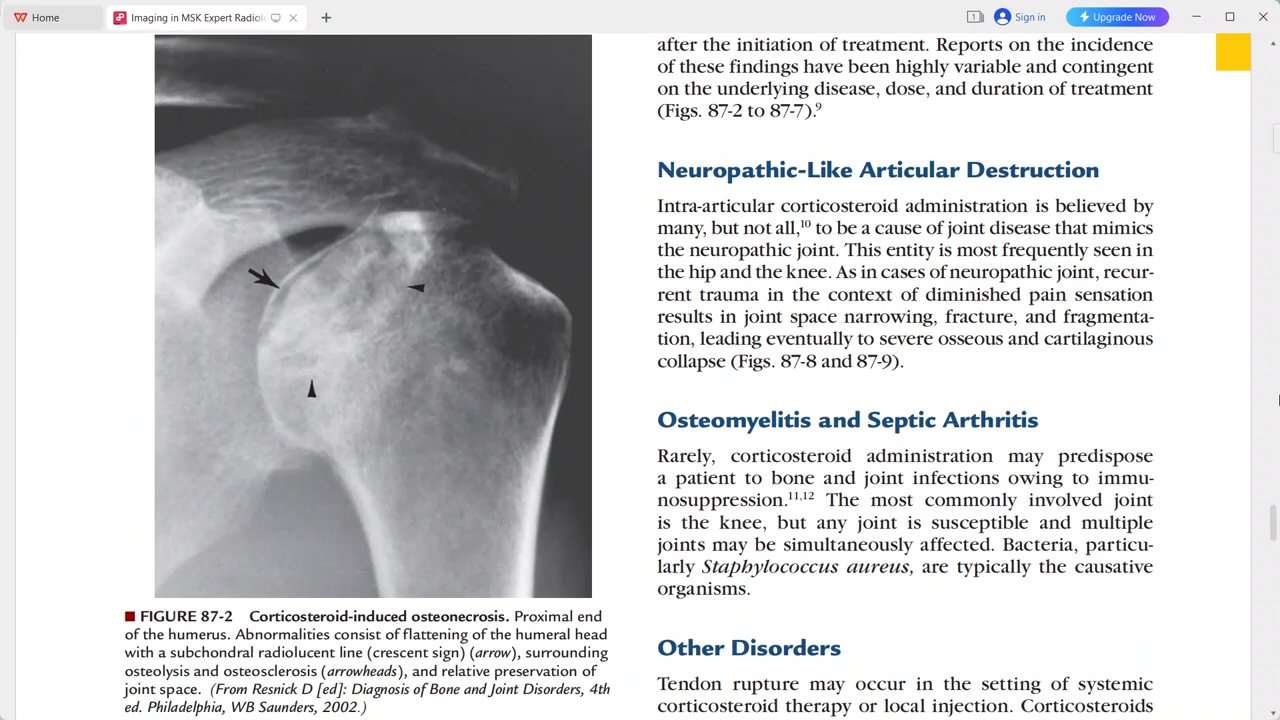 Home
Imaging in MSK Expert Radiol
1
Sign in
Upgrade Now
■ FIGURE 87-2 Corticosteroid-induced osteonecrosis. Proximal end
of the humerus. Abnormalities consist of flattening of the humeral head
with a subchondral radiolucent line (crescent sign) (arrow), surrounding
osteolysis and osteosclerosis (arrowheads), and relative preservation of
joint space. (From Resnick D [ed]: Diagnosis of Bone and Joint Disorders, 4th
ed. Philadelphia, WB Saunders, 2002.)
after the initiation of treatment. Reports on the incidence
of these findings have been highly variable and contingent
on the underlying disease, dose, and duration of treatment
(Figs. 87-2 to 87-7).⁹
Neuropathic-Like Articular Destruction
Intra-articular corticosteroid administration is believed by
many, but not all,¹⁰ to be a cause of joint disease that mimics
the neuropathic joint. This entity is most frequently seen in
the hip and the knee. As in cases of neuropathic joint, recur-
rent trauma in the context of diminished pain sensation
results in joint space narrowing, fracture, and fragmenta-
tion, leading eventually to severe osseous and cartilaginous
collapse (Figs. 87-8 and 87-9).
Osteomyelitis and Septic Arthritis
Rarely, corticosteroid administration may predispose
a patient to bone and joint infections owing to immu-
nosuppression.¹¹,¹² The most commonly involved joint
is the knee, but any joint is susceptible and multiple
joints may be simultaneously affected. Bacteria, particu-
larly Staphylococcus aureus, are typically the causative
organisms.
Other Disorders
Tendon rupture may occur in the setting of systemic
corticosteroid therapy or local injection. Corticosteroids